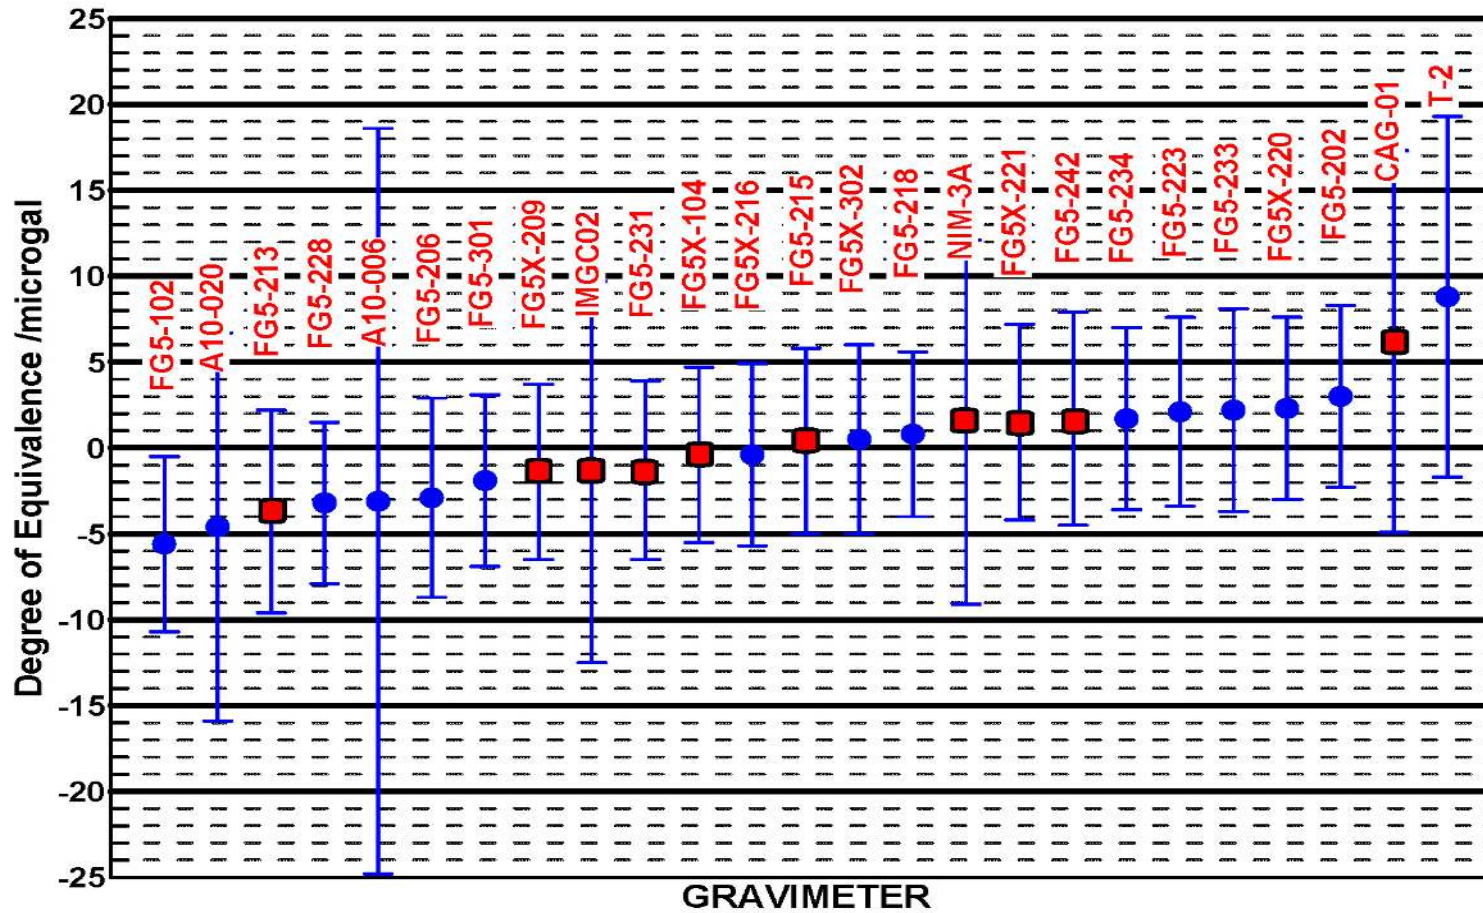 25
20
15
10
5
0
-5
-10
-15
-20
-25
Degree of Equivalence /microgal
FG5-102
A10-020
FG5-213
FG5-228
A10-006
FG5-206
FG5-301
FG5X-209
IMGC02
FG5-231
FG5X-104
FG5X-216
FG5-215
FG5X-302
FG5-218
NIM-3A
FG5X-221
FG5-242
FG5-234
FG5-223
FG5-233
FG5X-220
FG5-202
CAG-01
T-2
GRAVIMETER